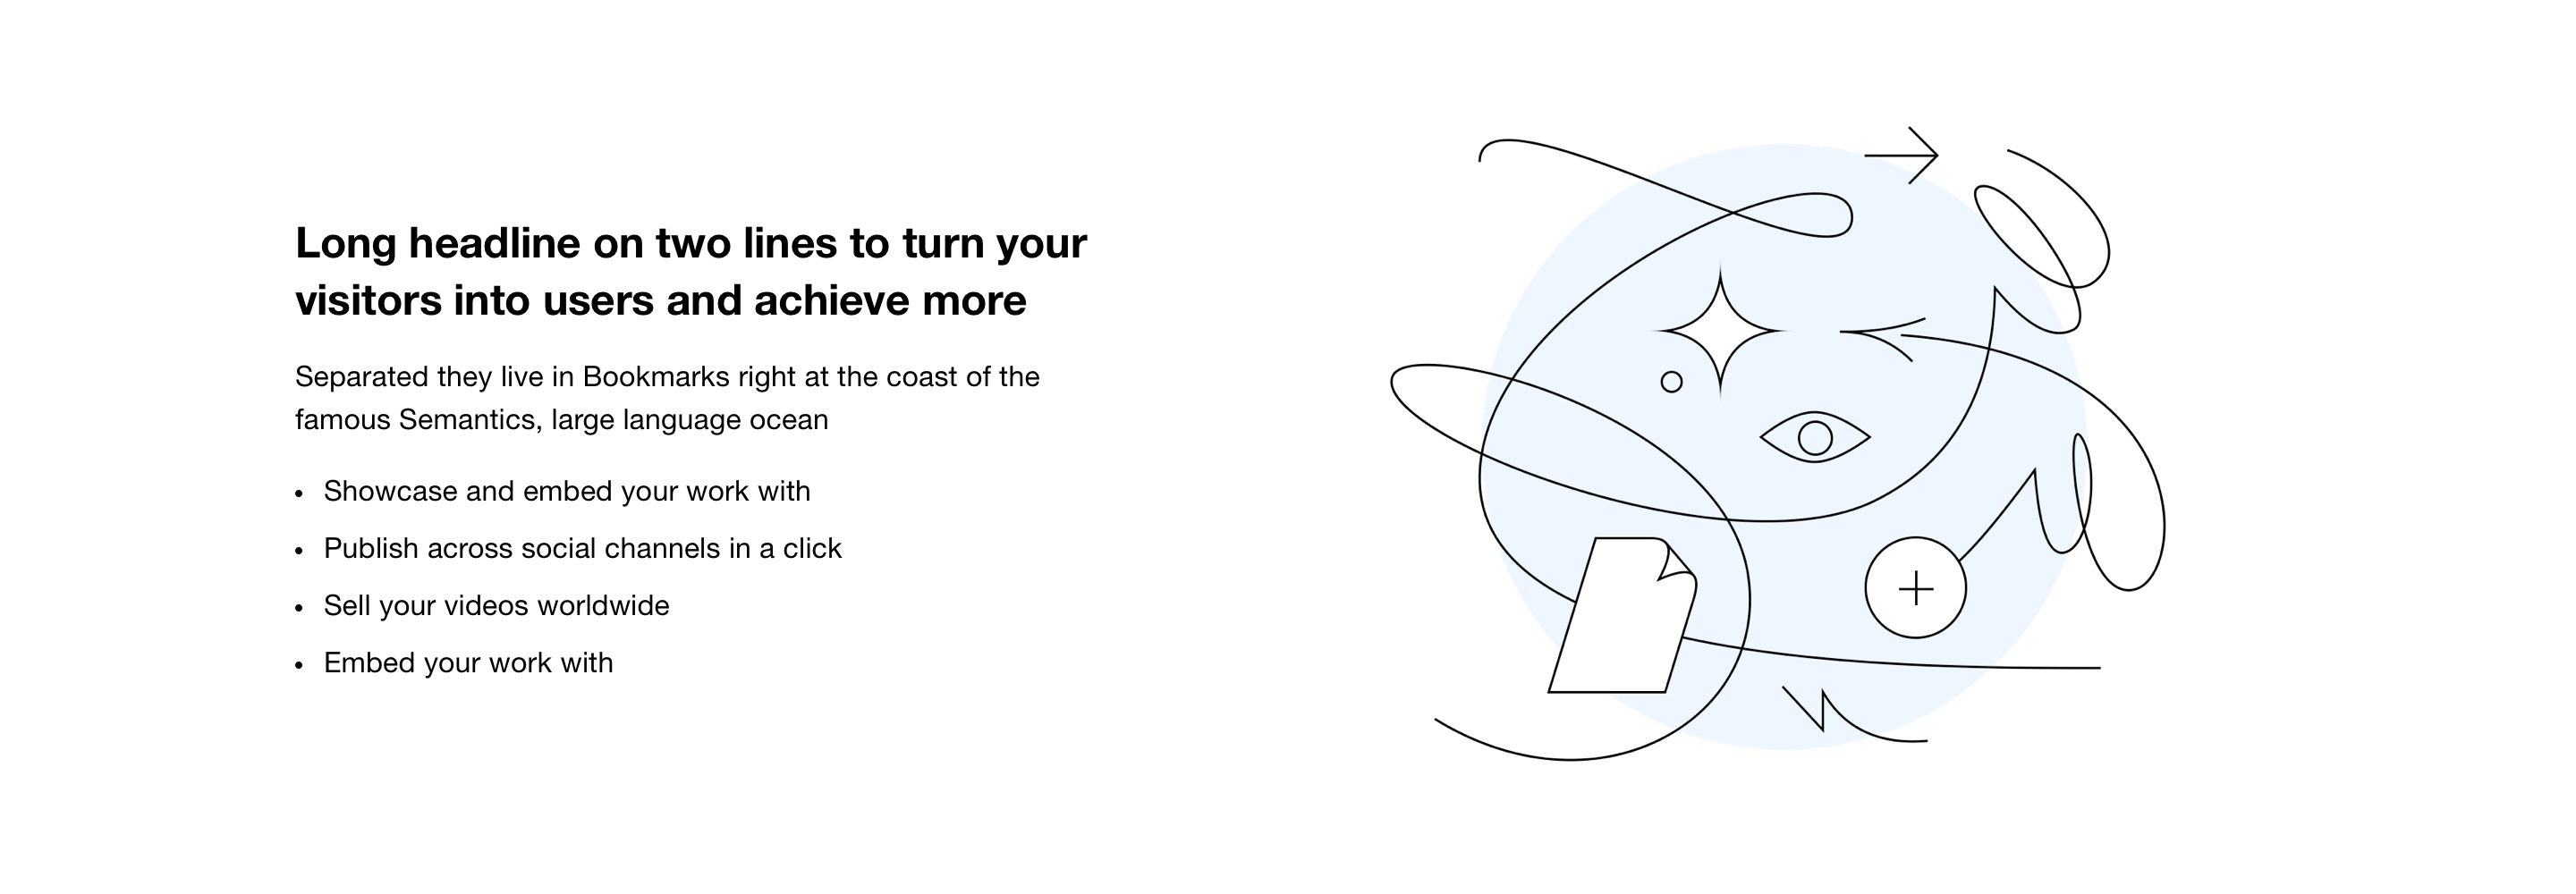 Long headline on two lines to turn your
visitors into users and achieve more
Separated they live in Bookmarks right at the coast of the
famous Semantics, large language ocean
• Showcase and embed your work with
• Publish across social channels in a click
• Sell your videos worldwide
• Embed your work with